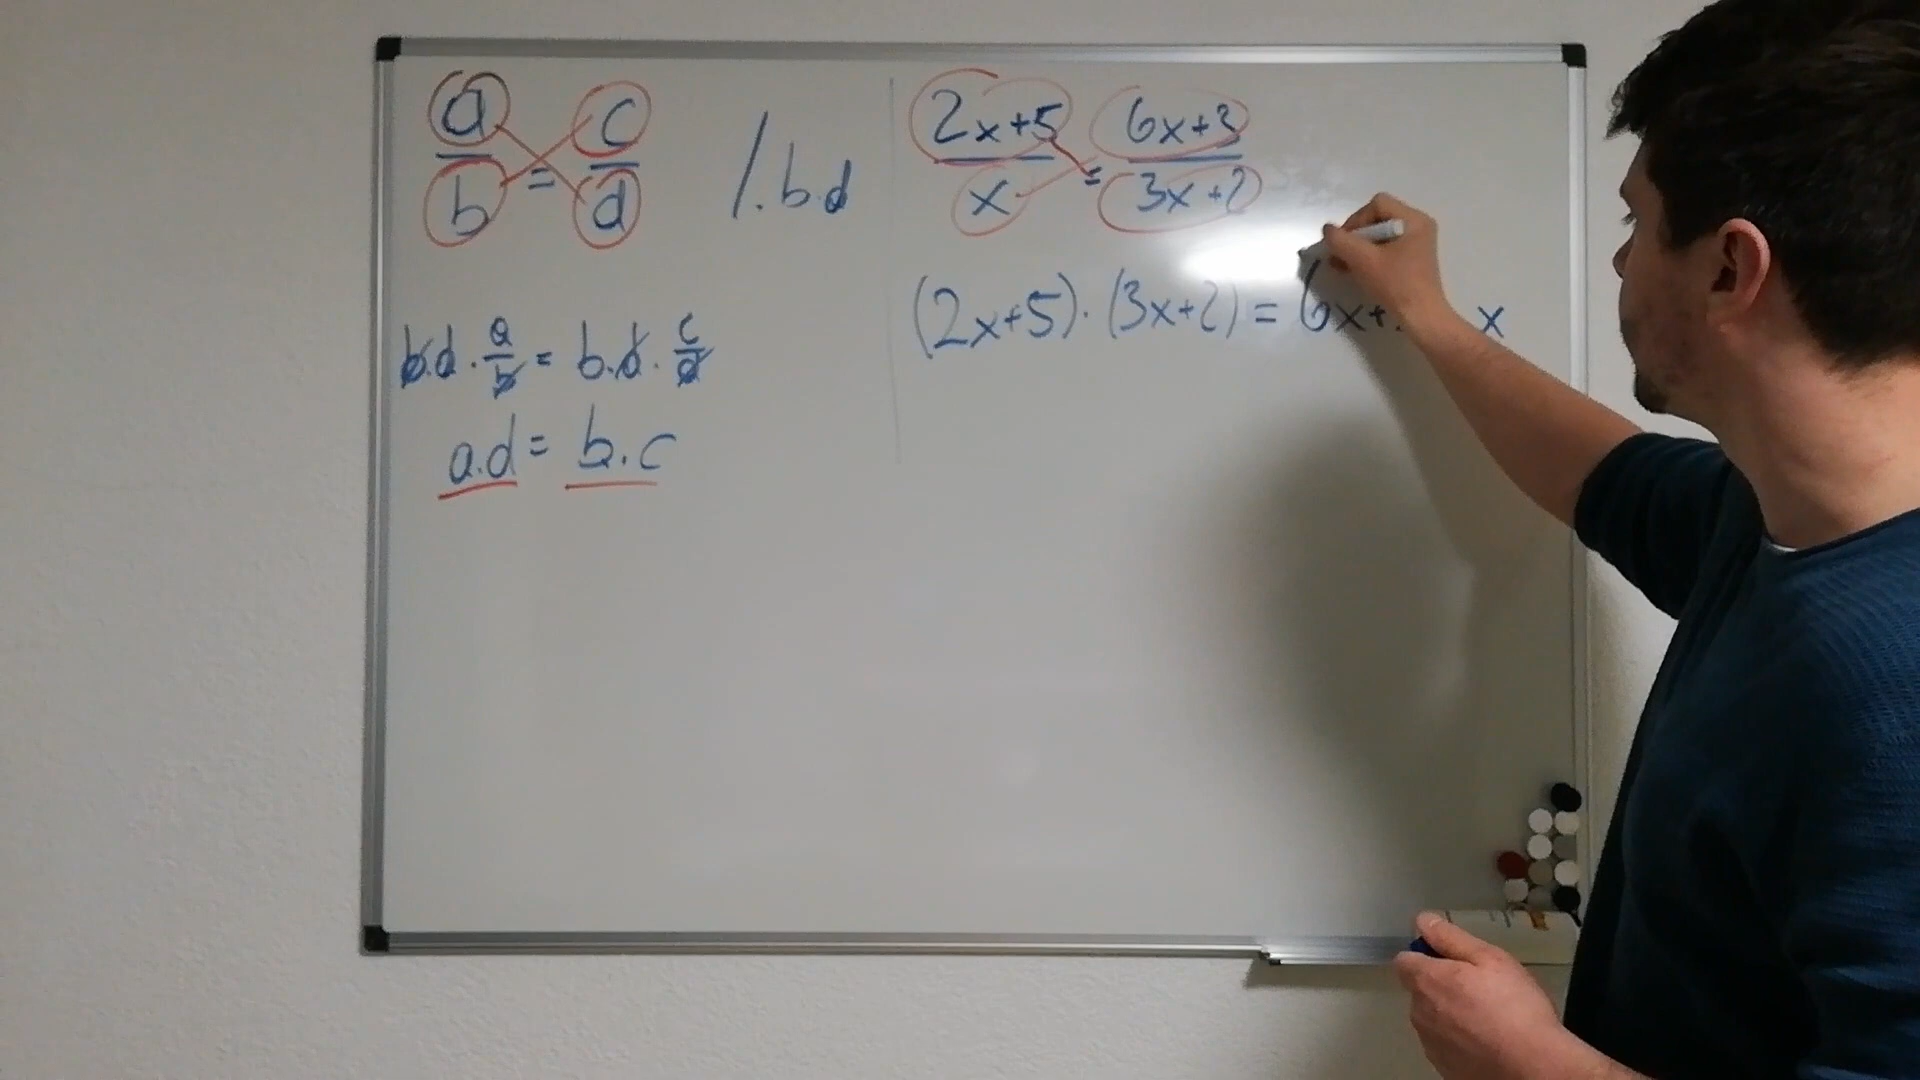 a/b = c/d /.b.d
b.d . a/b = b.d . c/d
a.d = b.c
(2x+5)/x = (6x+3)/(3x+2)
(2x+5).(3x+2) = (6x+ x